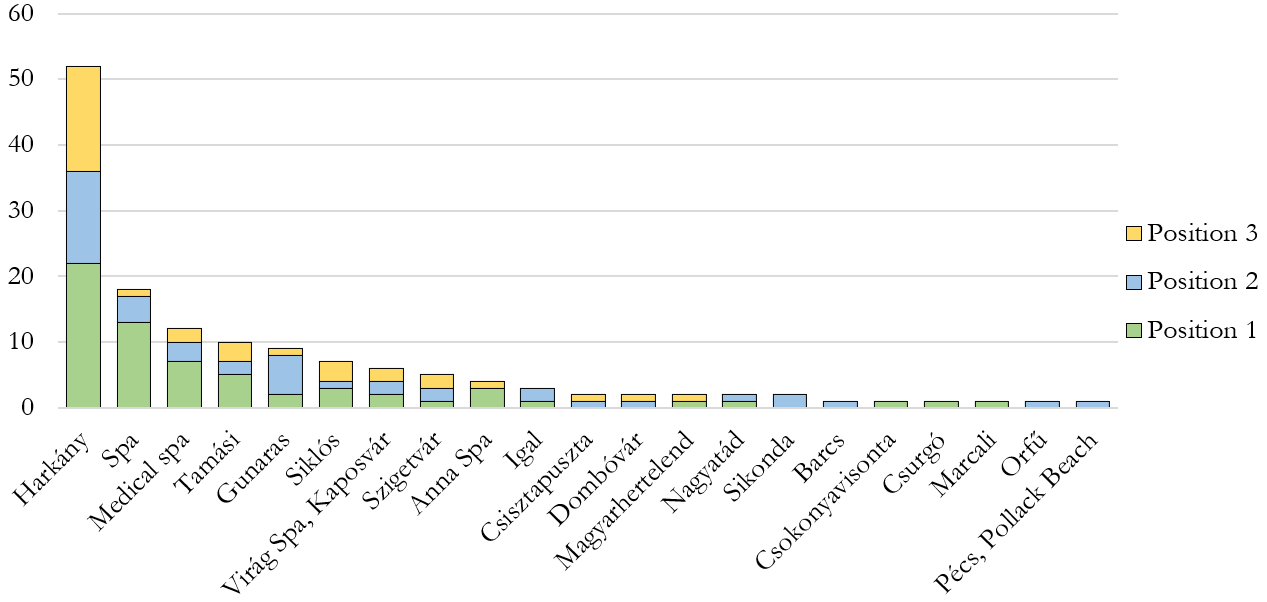 60
50
40
30
20
10
0
Harkány
Spa
Medical spa
Tamási
Gunaras
Siklós
Virág Spa, Kaposvár
Szigetvár
Anna Spa
Igal
Csisztapuszta
Dombóvár
Magyarhertelend
Nagyatád
Sikonda
Barcs
Csokonyavisonta
Csurgó
Marcali
Orfű
Pécs, Pollack Beach
Position 3
Position 2
Position 1